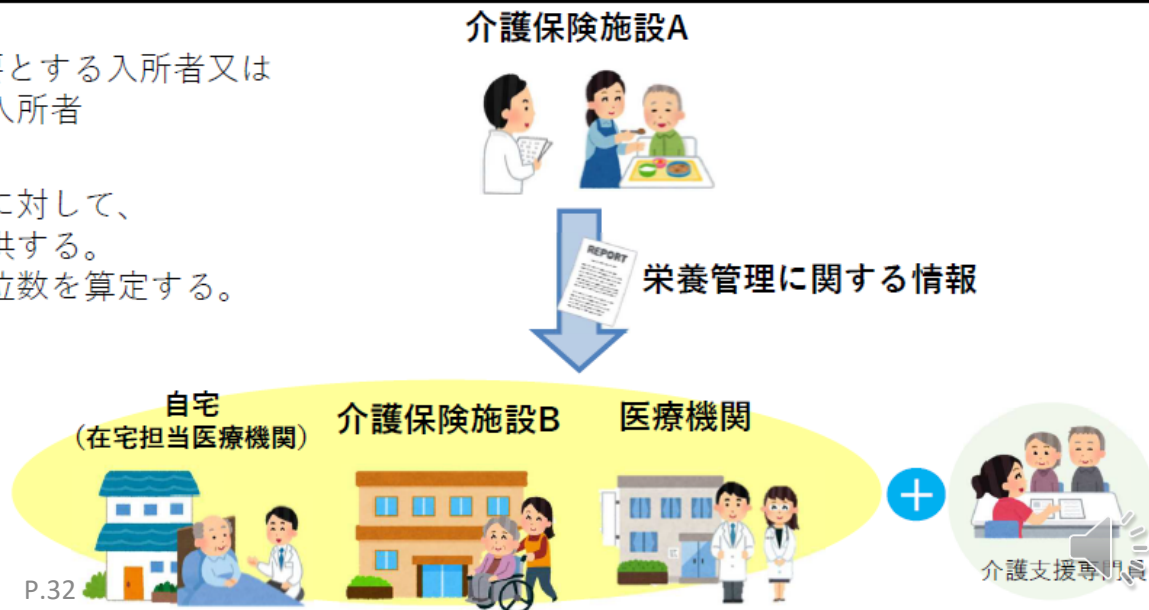 介護保険施設A
要とする入所者又は
入所者
に対して、
供する。
位数を算定する。
REPORT
栄養管理に関する情報
自宅
（在宅担当医療機関）
介護保険施設B
医療機関
介護支援専門員
P.32